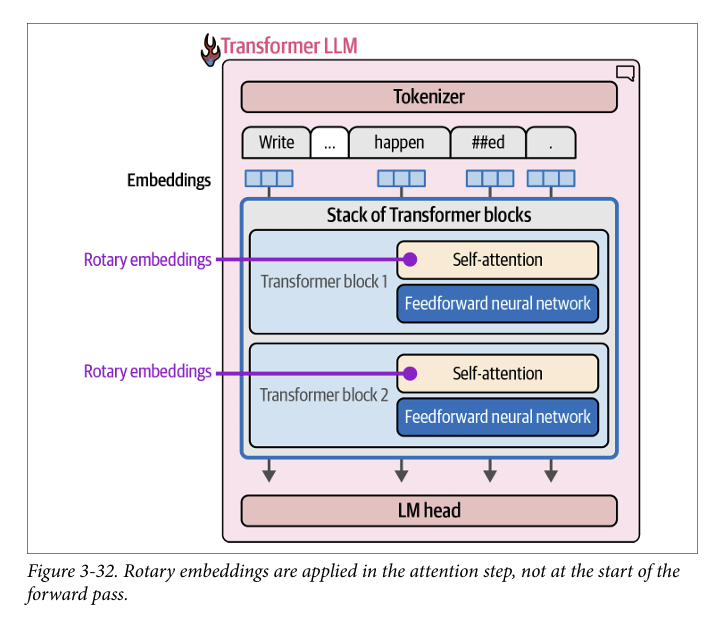 Transformer LLM
Tokenizer
Write ... happen ##ed .
Embeddings
Stack of Transformer blocks
Rotary embeddings
Self-attention
Transformer block 1
Feedforward neural network
Rotary embeddings
Self-attention
Transformer block 2
Feedforward neural network
LM head
Figure 3-32. Rotary embeddings are applied in the attention step, not at the start of the
forward pass.